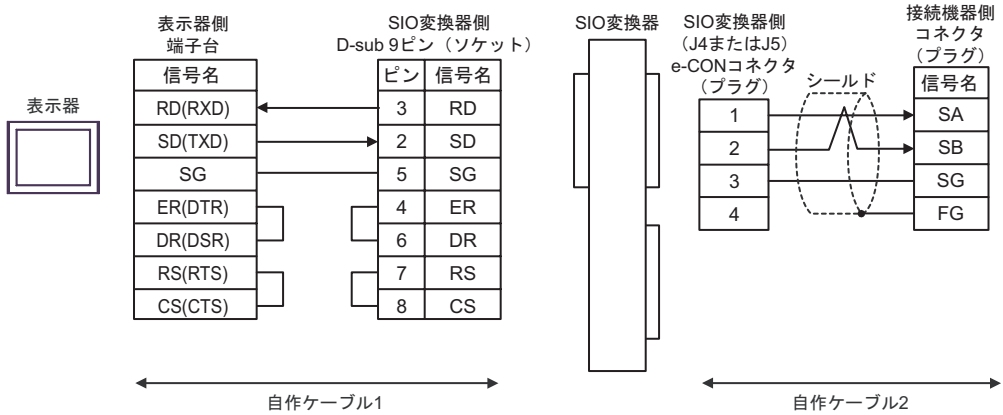 表示器
表示器側
端子台
信号名
RD(RXD)
SD(TXD)
SG
ER(DTR)
DR(DSR)
RS(RTS)
CS(CTS)
SIO変換器側
D-sub 9ピン（ソケット）
ピン 信号名
3 RD
2 SD
5 SG
4 ER
6 DR
7 RS
8 CS
自作ケーブル1
SIO変換器
SIO変換器側
（J4またはJ5）
e-CONコネクタ
（プラグ）
1
2
3
4
シールド
接続機器側
コネクタ
（プラグ）
信号名
SA
SB
SG
FG
自作ケーブル2